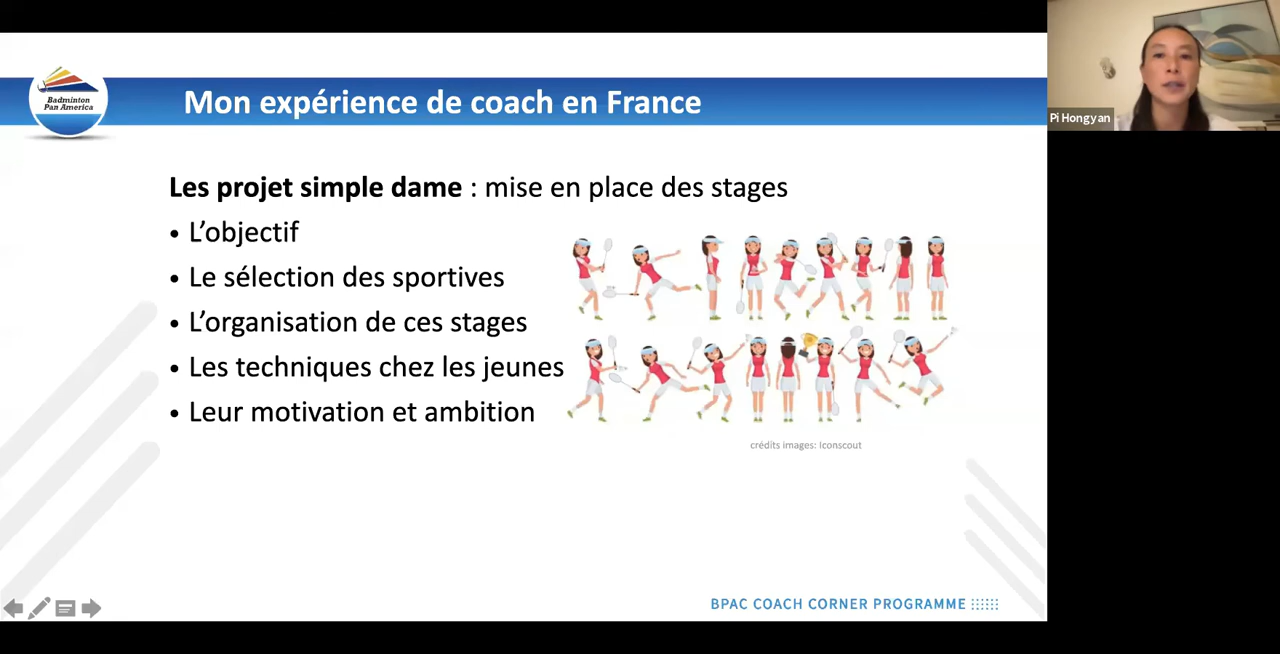 Badminton
Pan America
Mon expérience de coach en France
Pi Hongyan
Les projet simple dame : mise en place des stages
• L’objectif
• Le sélection des sportives
• L’organisation de ces stages
• Les techniques chez les jeunes
• Leur motivation et ambition
crédits images: Iconscout
BPAC COACH CORNER PROGRAMME